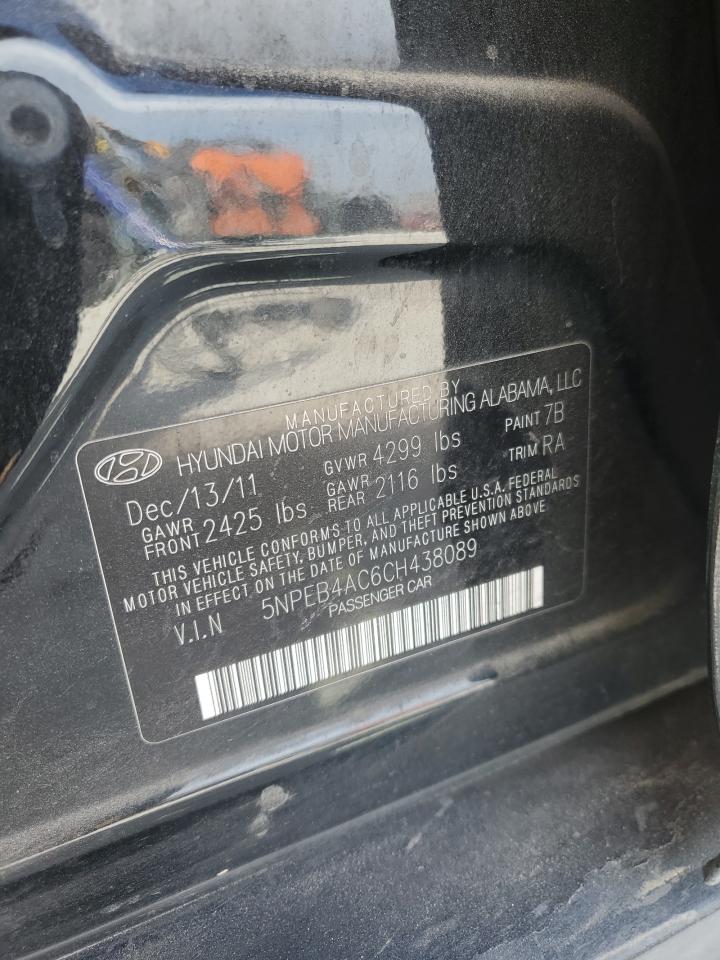 MANUFACTURED BY
HYUNDAI MOTOR MANUFACTURING ALABAMA, LLC
Dec/13/11 GVWR 4299 lbs PAINT 7B
GAWR FRONT 2425 lbs GAWR REAR 2116 lbs TRIM RA
THIS VEHICLE CONFORMS TO ALL APPLICABLE U.S.A. FEDERAL
MOTOR VEHICLE SAFETY, BUMPER, AND THEFT PREVENTION STANDARDS
IN EFFECT ON THE DATE OF MANUFACTURE SHOWN ABOVE
V.I.N 5NPEB4AC6CH438089
PASSENGER CAR